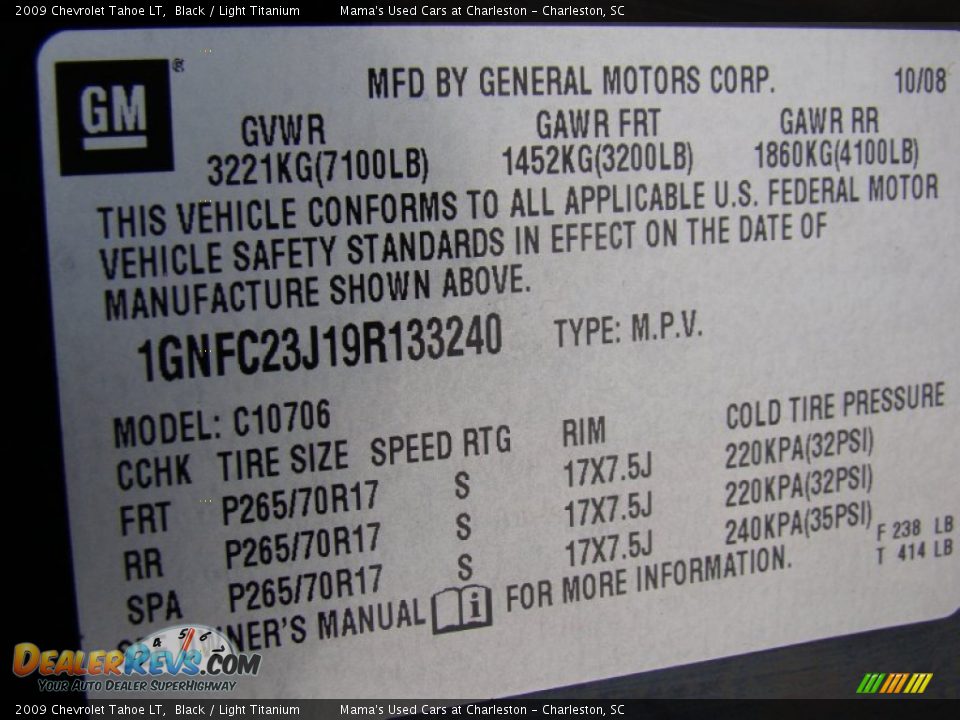 2009 Chevrolet Tahoe LT, Black / Light Titanium Mama's Used Cars at Charleston - Charleston, SC
GM ®
MFD BY GENERAL MOTORS CORP. 10/08
GVWR GAWR FRT GAWR RR
3221KG(7100LB) 1452KG(3200LB) 1860KG(4100LB)
THIS VEHICLE CONFORMS TO ALL APPLICABLE U.S. FEDERAL MOTOR
VEHICLE SAFETY STANDARDS IN EFFECT ON THE DATE OF
MANUFACTURE SHOWN ABOVE.
1GNFC23J19R133240 TYPE: M.P.V.
MODEL: C10706
CCHK TIRE SIZE SPEED RTG RIM COLD TIRE PRESSURE
FRT P265/70R17 S 17X7.5J 220KPA(32PSI)
RR P265/70R17 S 17X7.5J 220KPA(32PSI)
SPA P265/70R17 S 17X7.5J 240KPA(35PSI)
F 238 LB
T 414 LB
MANUAL i FOR MORE INFORMATION.
4 5 6
DEALERREVS.COM
YOUR AUTO DEALER SUPERHIGHWAY
2009 Chevrolet Tahoe LT, Black / Light Titanium Mama's Used Cars at Charleston - Charleston, SC